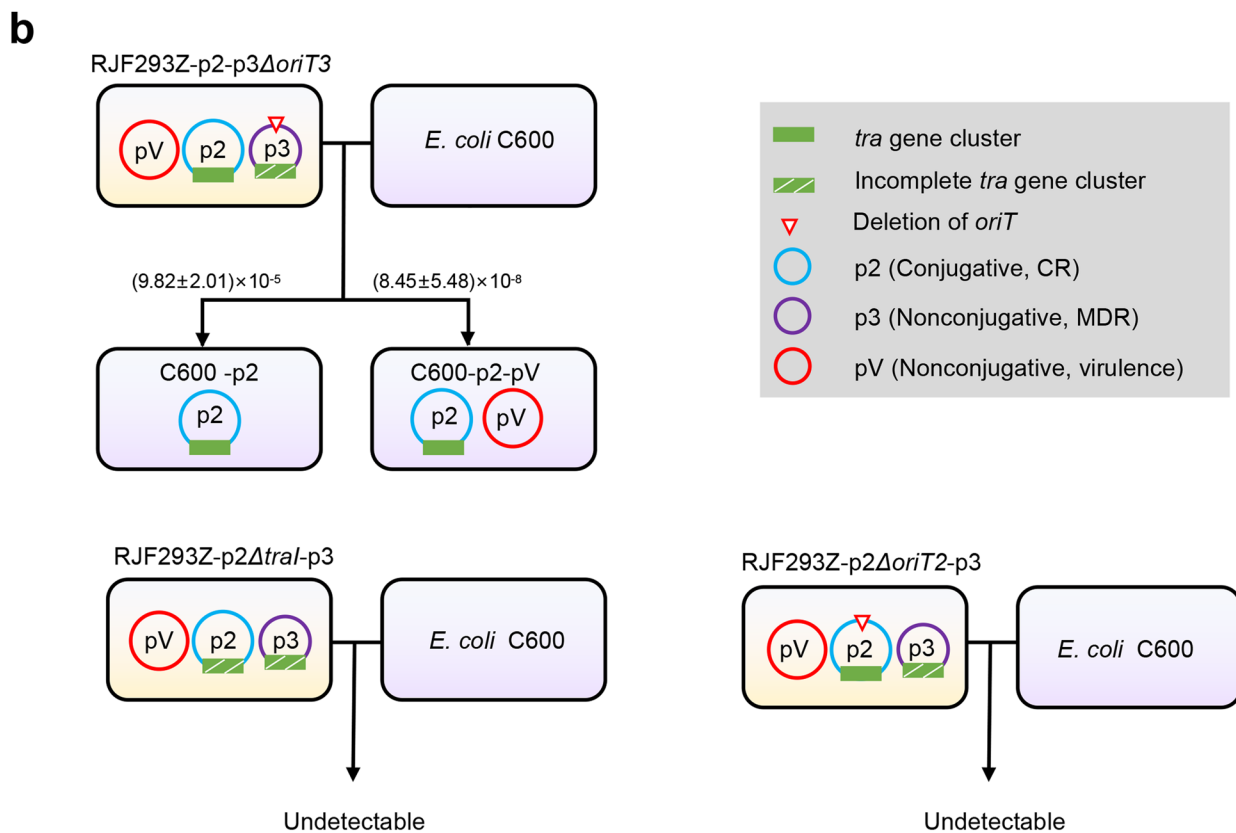 b
RJF293Z-p2-p3ΔoriT3
pV
p2
p3
E. coli C600
(9.82±2.01)×10⁻⁵
(8.45±5.48)×10⁻⁸
C600 -p2
p2
C600-p2-pV
p2
pV
tra gene cluster
Incomplete tra gene cluster
Deletion of oriT
p2 (Conjugative, CR)
p3 (Nonconjugative, MDR)
pV (Nonconjugative, virulence)
RJF293Z-p2ΔtraI-p3
pV
p2
p3
E. coli C600
Undetectable
RJF293Z-p2ΔoriT2-p3
pV
p2
p3
E. coli C600
Undetectable